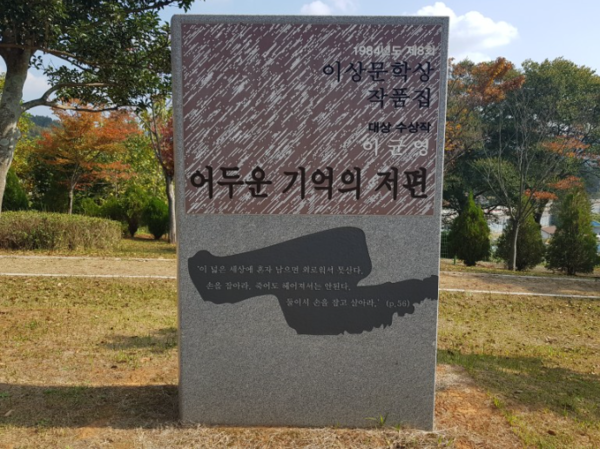 1984년도 제8회
이상문학상
작품집
대상 수상작
이균영
어두운 기억의 저편
‘이 넓은 세상에 혼자 남으면 외로워서 못산다.
손을 잡아라. 죽어도 헤어져서는 안된다.
둘이서 손을 잡고 살아라.’ (p.56)